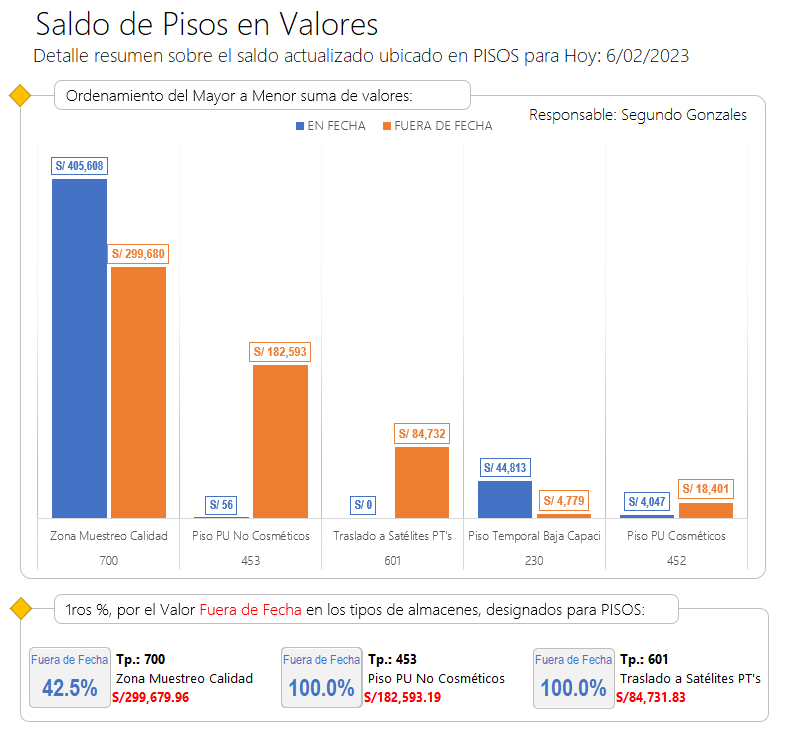 Saldo de Pisos en Valores
Detalle resumen sobre el saldo actualizado ubicado en PISOS para Hoy: 6/02/2023
Ordenamiento del Mayor a Menor suma de valores:
Responsable: Segundo Gonzales
EN FECHA FUERA DE FECHA
S/ 405,608
S/ 299,680
S/ 56
S/ 182,593
S/ 0
S/ 84,732
S/ 44,813
S/ 4,779
S/ 4,047
S/ 18,401
Zona Muestreo Calidad
Piso PU No Cosméticos
Traslado a Satélites PT's
Piso Temporal Baja Capaci
Piso PU Cosméticos
700
453
601
230
452
1ros %, por el Valor Fuera de Fecha en los tipos de almacenes, designados para PISOS:
Fuera de Fecha
42.5%
Tp.: 700
Zona Muestreo Calidad
S/299,679.96
Fuera de Fecha
100.0%
Tp.: 453
Piso PU No Cosméticos
S/182,593.19
Fuera de Fecha
100.0%
Tp.: 601
Traslado a Satélites PT's
S/84,731.83